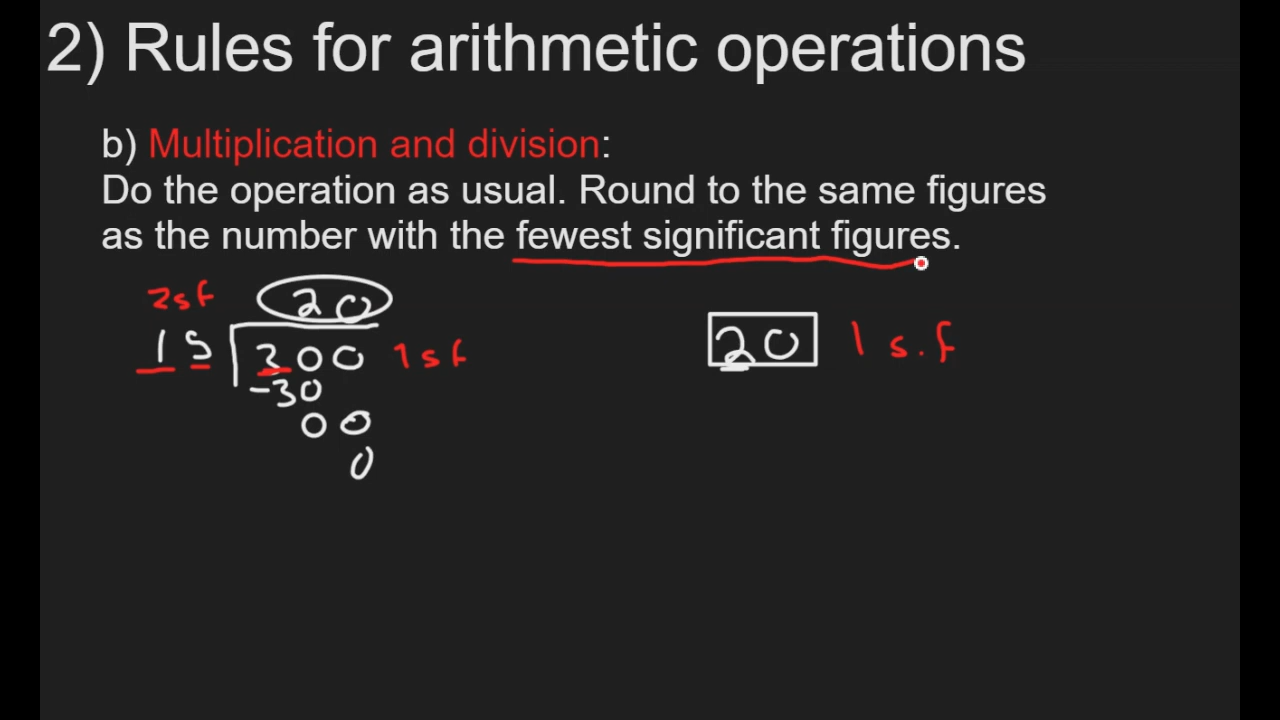 2) Rules for arithmetic operations
b) Multiplication and division:
Do the operation as usual. Round to the same figures
as the number with the fewest significant figures.
2sf 20
15 300 1sf
20 1 s.f
-30
00
0